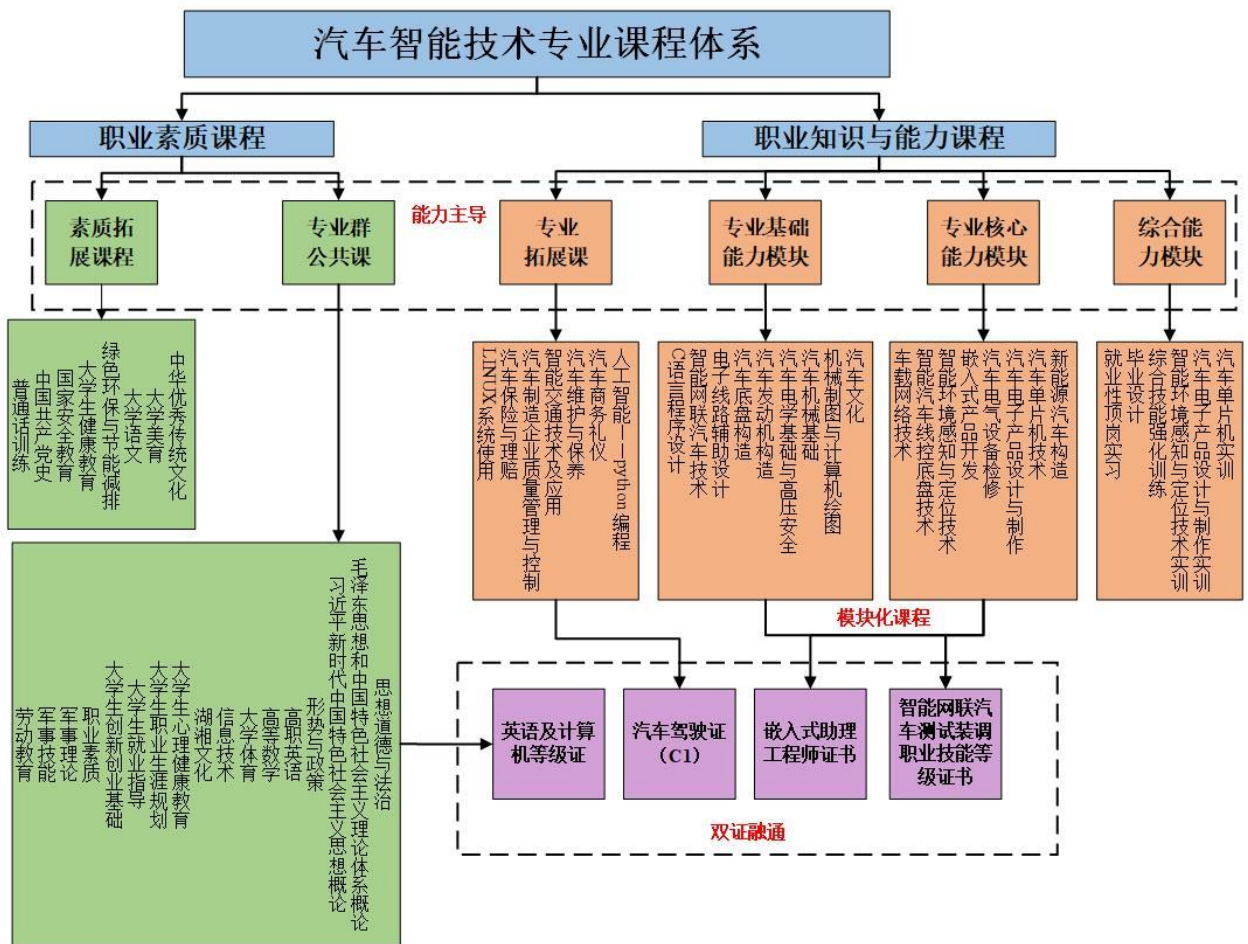 汽车智能技术专业课程体系
职业素质课程
职业知识与能力课程
能力主导
素质拓
展课程
专业群
公共课
专业
拓展课
专业基础
能力模块
专业核心
能力模块
综合能
力模块
中华优秀传统文化
大学美育
大学语文
绿色环保与节能减排
大学生健康教育
国家安全教育
中国共产党史
普通话训练
思想道德与法治
毛泽东思想和中国特色社会主义理论体系概论
习近平新时代中国特色社会主义思想概论
形势与政策
高职英语
高等数学
大学体育
信息技术
湖湘文化
大学生心理健康教育
大学生职业生涯规划
大学生就业指导
大学生创新创业基础
职业素质
军事理论
军事技能
劳动教育
人工智能——python 编程
汽车商务礼仪
汽车维护与保养
智能交通技术及应用
汽车制造企业质量管理与控制
汽车保险与理赔
LINUX系统使用
汽车文化
机械制图与计算机绘图
汽车机械基础
汽车电学基础与高压安全
汽车发动机构造
汽车底盘构造
电子线路辅助设计
智能网联汽车技术
C语言程序设计
新能源汽车构造
汽车单片机技术
汽车电子产品设计与制作
汽车电气设备检修
嵌入式产品开发
智能环境感知与定位技术
智能汽车线控底盘技术
车载网络技术
汽车单片机实训
汽车电子产品设计与制作实训
智能环境感知与定位技术实训
综合技能强化训练
毕业设计
就业性顶岗实习
模块化课程
英语及计算
机等级证
汽车驾驶证
（C1）
嵌入式助理
工程师证书
智能网联汽
车测试装调
职业技能等
级证书
双证融通